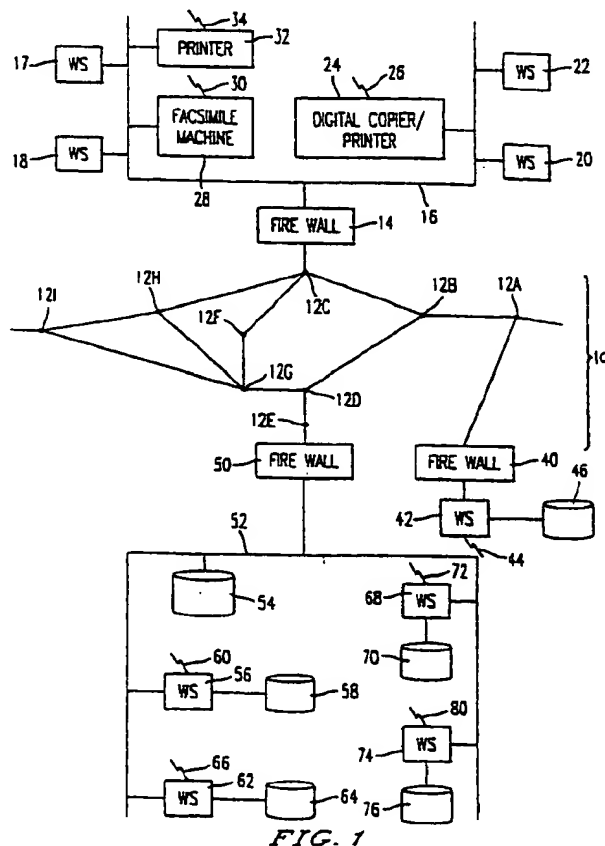 34
PRINTER
32
17
WS
30
24
26
WS
22
FACSIMILE
MACHINE
DIGITAL COPIER/
PRINTER
18
WS
28
WS
20
16
FIRE WALL
14
12I
12H
12C
12B
12A
12F
12G
12D
10
12E
50
FIRE WALL
FIRE WALL
40
46
42
WS
44
52
54
72
68
WS
70
60
WS
56
58
80
74
WS
76
66
WS
62
64
FIG. 1